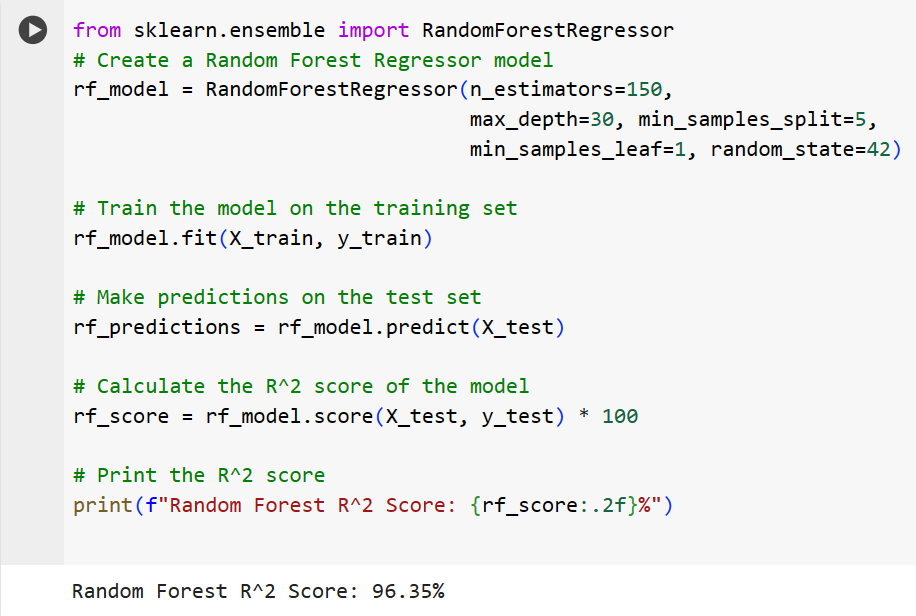 from sklearn.ensemble import RandomForestRegressor
# Create a Random Forest Regressor model
rf_model = RandomForestRegressor(n_estimators=150,
max_depth=30, min_samples_split=5,
min_samples_leaf=1, random_state=42)
# Train the model on the training set
rf_model.fit(X_train, y_train)
# Make predictions on the test set
rf_predictions = rf_model.predict(X_test)
# Calculate the R^2 score of the model
rf_score = rf_model.score(X_test, y_test) * 100
# Print the R^2 score
print(f"Random Forest R^2 Score: {rf_score:.2f}%")
Random Forest R^2 Score: 96.35%